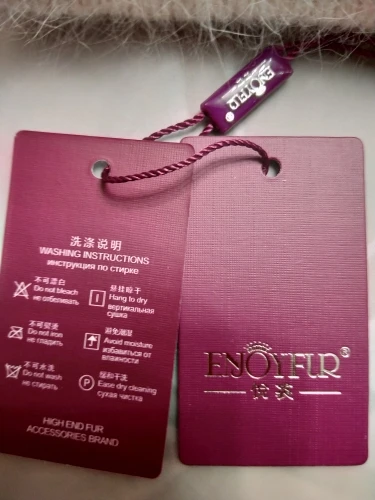 ENJOYFUR®
洗涤说明
WASHING INSTRUCTIONS
инструкция по стирке
不可漂白
Do not bleach
не отбеливать
悬挂晾干
Hang to dry
вертикальная
сушка
不可熨烫
Do not iron
не гладить
避免潮湿
Avoid moisture
избавиться от
влажности
不可水洗
Do not wash
не стирать
P
缓和干洗
Ease dry cleaning
сухая чистка
HIGH END FUR
ACCESSORIES BRAND
ENJOYFUR®